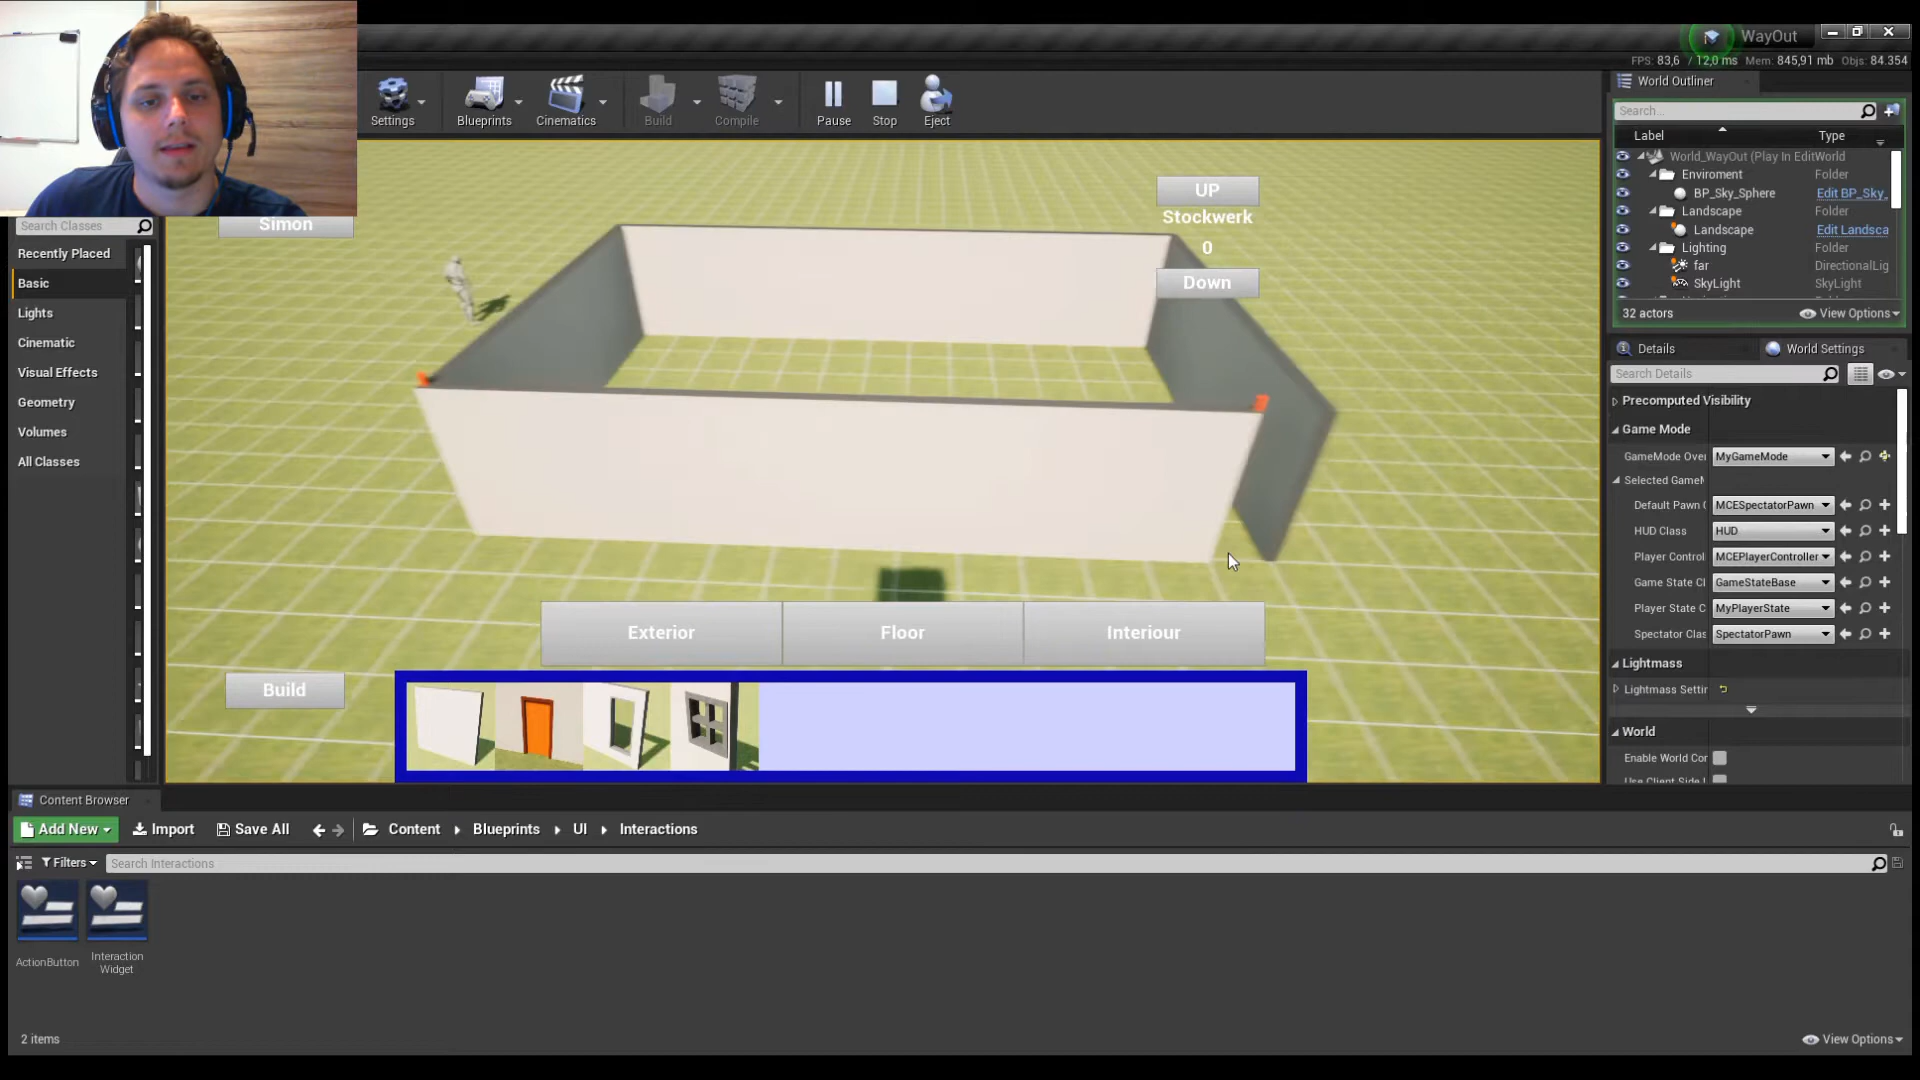 WayOut
FPS: 83,6 / 12,0 ms Mem: 845,91 mb Objs: 84.354
Settings
Blueprints
Cinematics
Build
Compile
Pause
Stop
Eject
World Outliner
Search...
Label
Type
World_WayOut (Play In Edit World
Enviroment Folder
BP_Sky_Sphere Edit BP_Sky_
Landscape Folder
Landscape Edit Landsca
Lighting Folder
far DirectionalLig
SkyLight SkyLight
32 actors
View Options
Search Classes
Recently Placed
Basic
Lights
Cinematic
Visual Effects
Geometry
Volumes
All Classes
Simon
UP
Stockwerk
0
Down
Exterior
Floor
Interiour
Build
Details
World Settings
Search Details
Precomputed Visibility
Game Mode
GameMode Over MyGameMode
Selected GameM
Default Pawn C MCESpectatorPawn
HUD Class HUD
Player Control MCEPlayerController
Game State Cl GameStateBase
Player State C MyPlayerState
Spectator Clas SpectatorPawn
Lightmass
Lightmass Settir
World
Enable World Cor
Use Client Side L
Content Browser
Add New
Import
Save All
Content
Blueprints
UI
Interactions
Filters
Search Interactions
ActionButton
Interaction
Widget
2 items
View Options